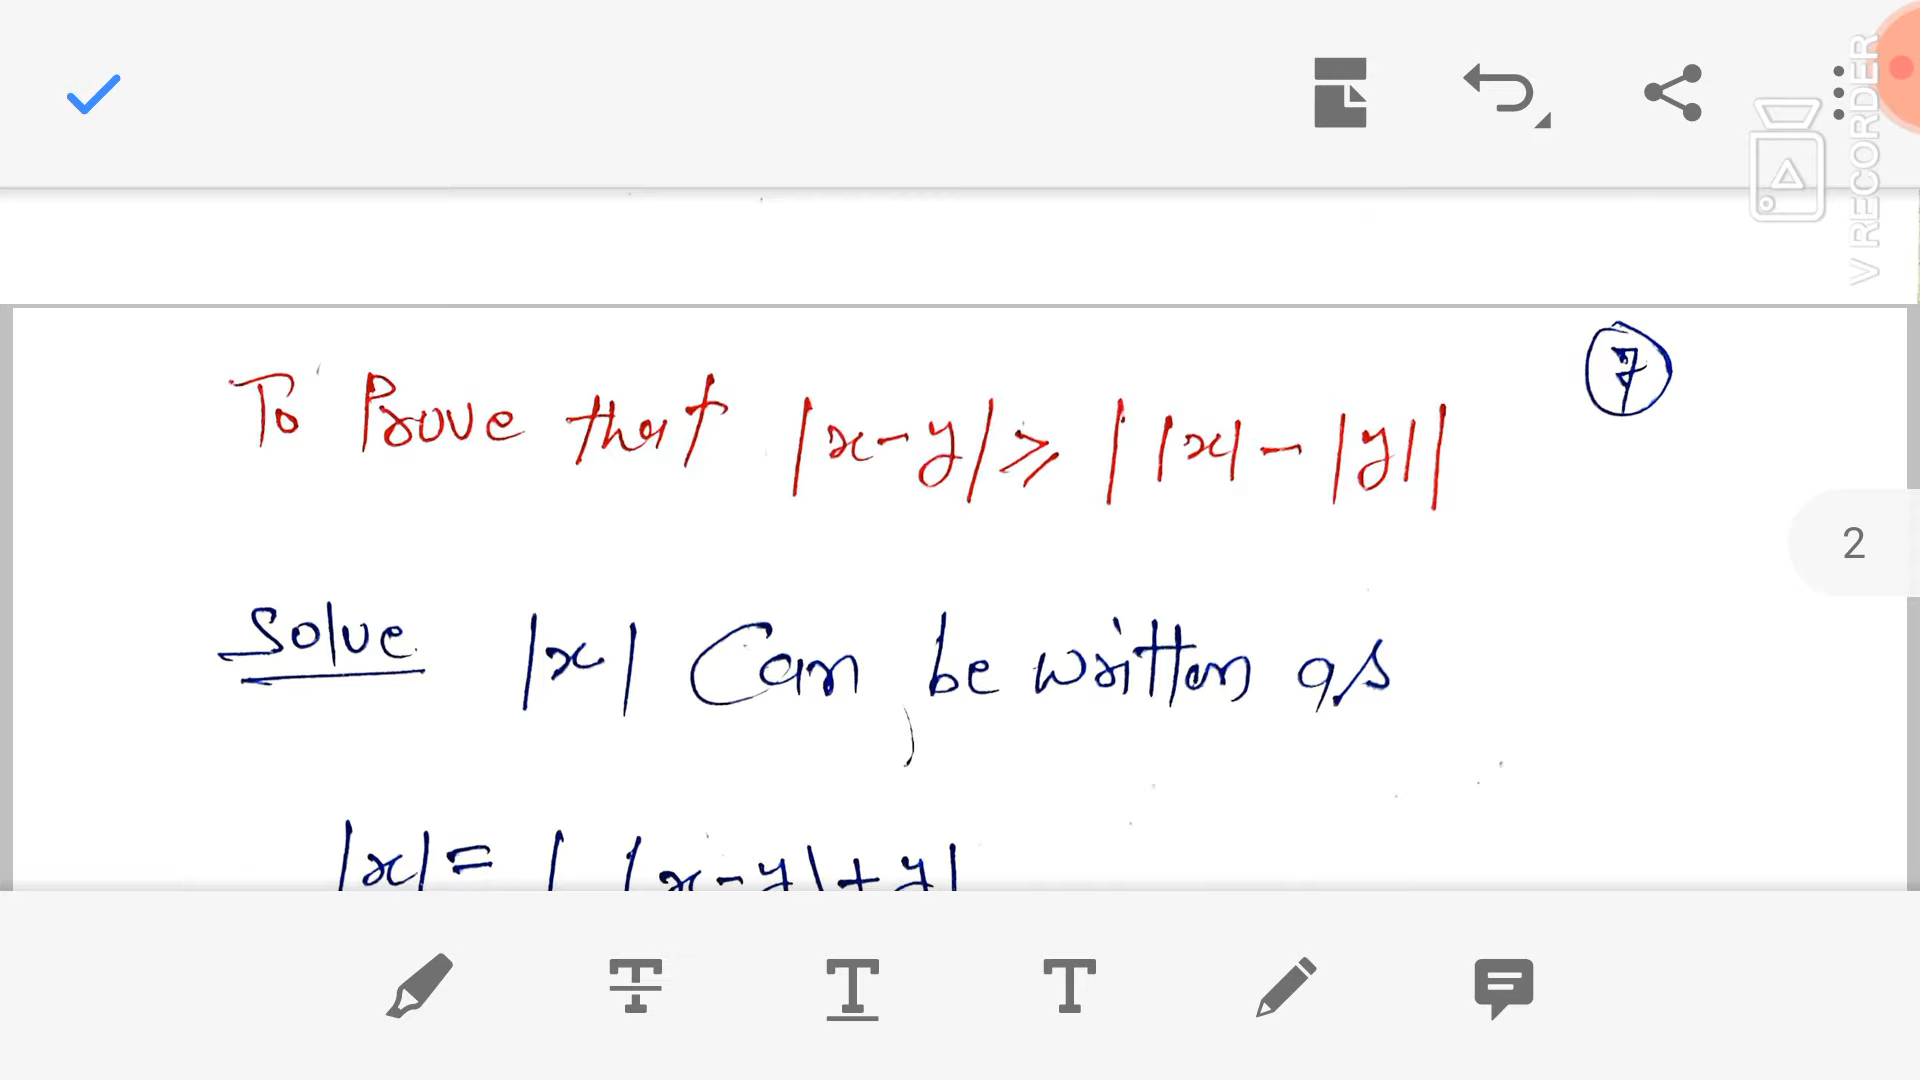 V RECORDER
7
To Prove that |x-y| ≥ ||x|-|y||
2
Solve |x| Can be written as
|x| = | |x-y|+y|
T T T